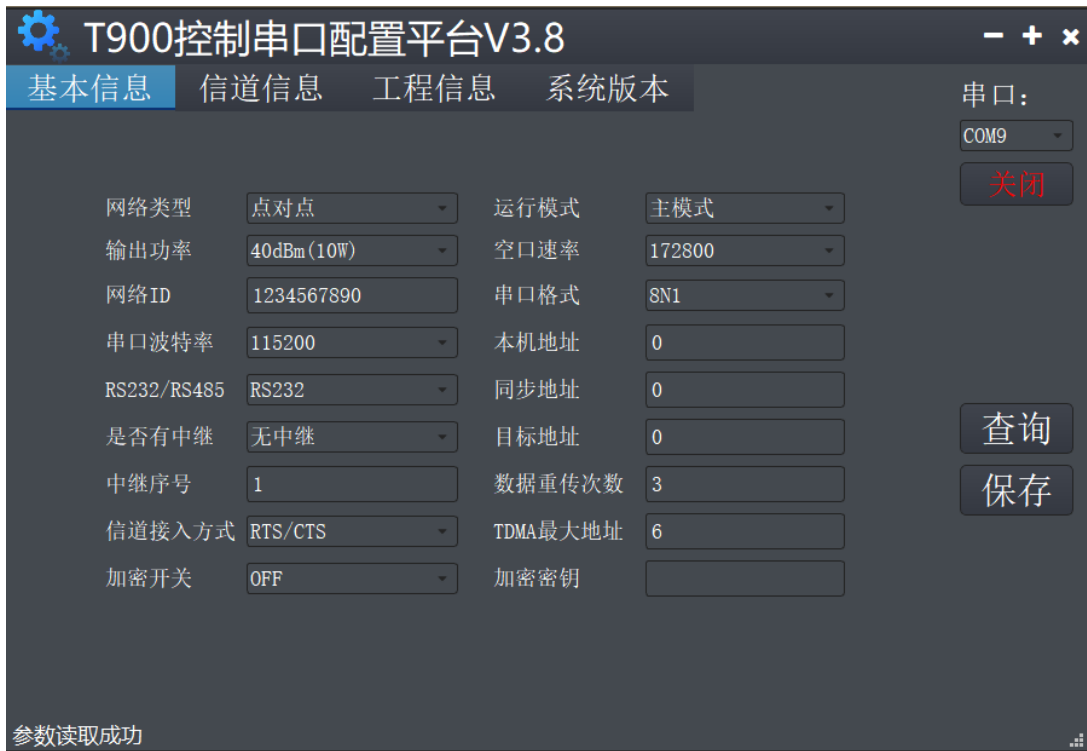 T900控制串口配置平台V3.8
基本信息 信道信息 工程信息 系统版本
串口:
COM9
关闭
网络类型 点对点 运行模式 主模式
输出功率 40dBm(10W) 空口速率 172800
网络ID 1234567890 串口格式 8N1
串口波特率 115200 本机地址 0
RS232/RS485 RS232 同步地址 0
是否有中继 无中继 目标地址 0
查询
中继序号 1 数据重传次数 3
保存
信道接入方式 RTS/CTS TDMA最大地址 6
加密开关 OFF 加密密钥
参数读取成功